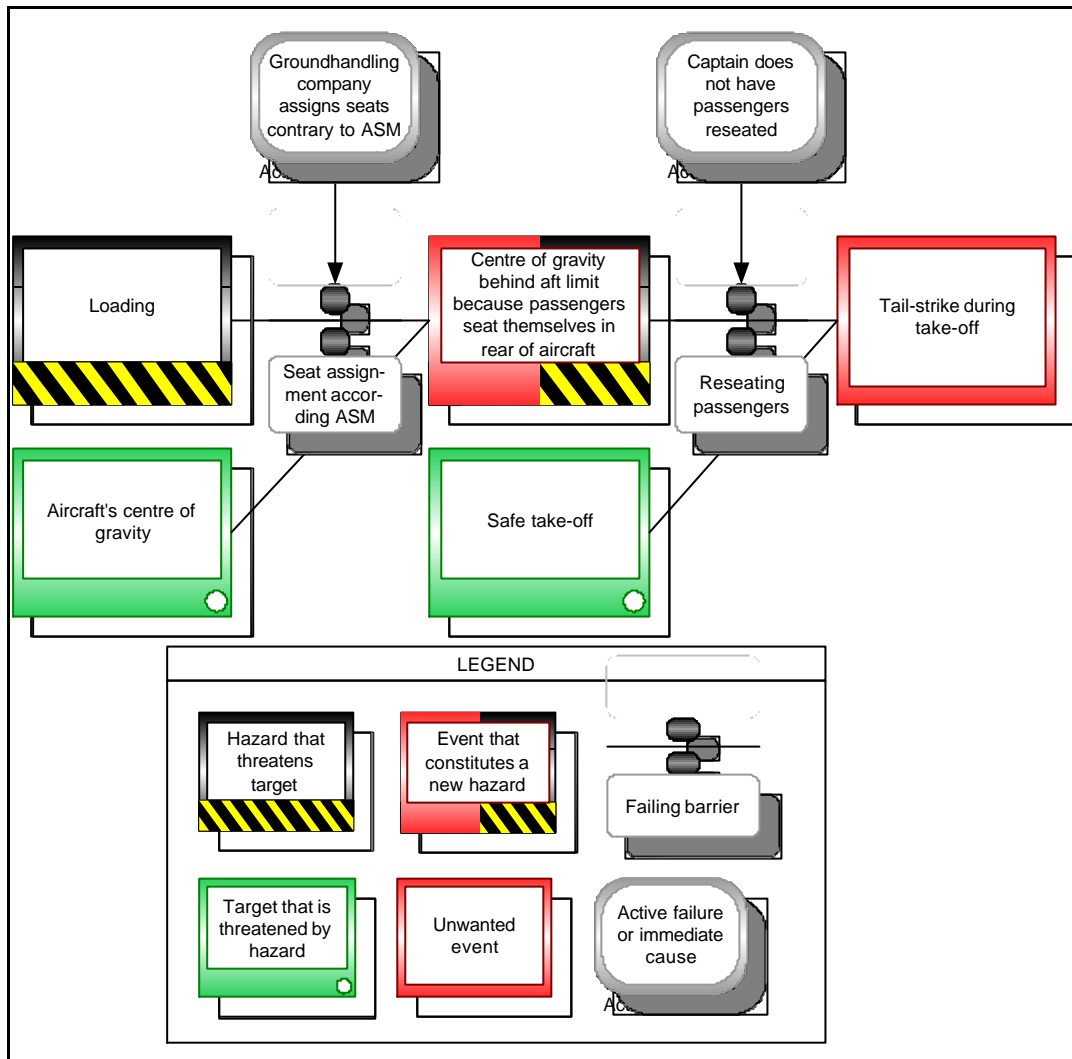 Groundhandling
company
assigns seats
contrary to ASM
Captain does
not have
passengers
reseated
Loading
Centre of gravity
behind aft limit
because passengers
seat themselves in
rear of aircraft
Tail-strike during
take-off
Seat assign-
ment accor-
ding ASM
Reseating
passengers
Aircraft's centre of
gravity
Safe take-off
LEGEND
Hazard that
threatens
target
Event that
constitutes a
new hazard
Failing barrier
Target that is
threatened by
hazard
Unwanted
event
Active failure
or immediate
cause